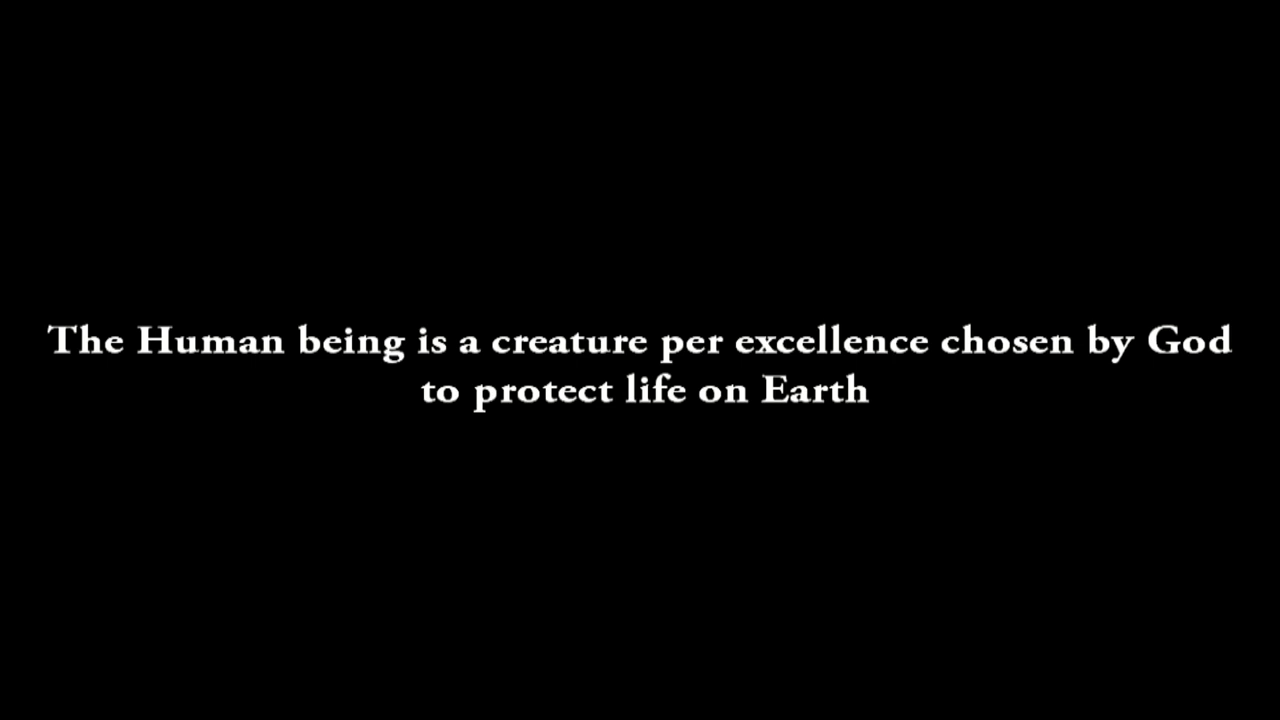 The Human being is a creature per excellence chosen by God
to protect life on Earth